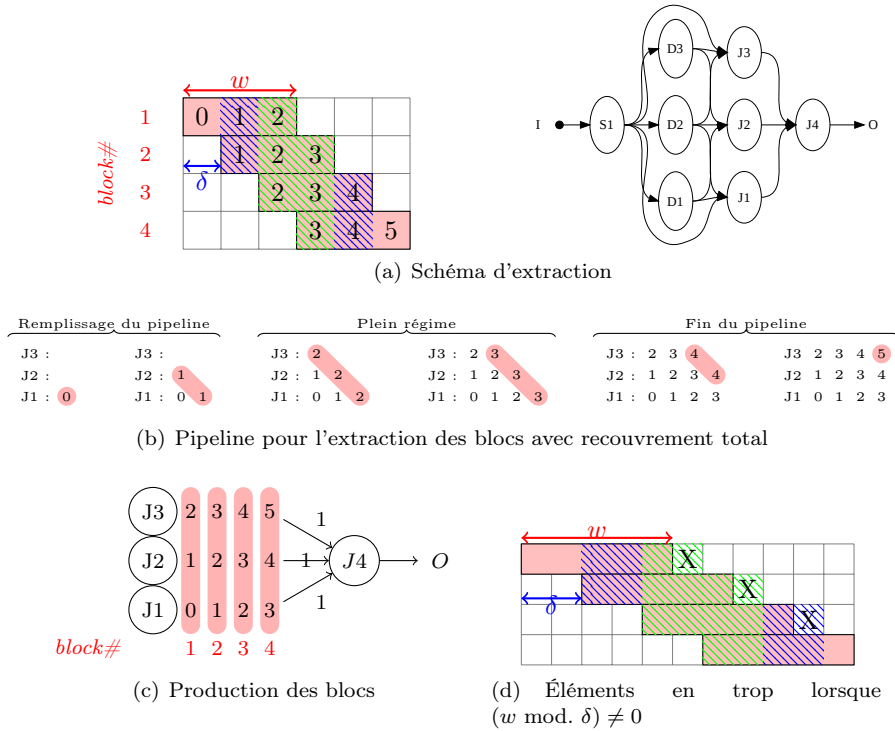 w
1 0 1 2
2 1 2 3
3 2 3 4
4 3 4 5
block#
δ
I S1 D3 D2 D1 J3 J2 J1 J4 O
(a) Schéma d'extraction
Remplissage du pipeline Plein régime Fin du pipeline
J3 : J3 : J3 : 2 J3 : 2 3 J3 : 2 3 4 J3 2 3 4 5
J2 : J2 : 1 J2 : 1 2 J2 : 1 2 3 J2 : 1 2 3 4 J2 1 2 3 4
J1 : 0 J1 : 0 1 J1 : 0 1 2 J1 : 0 1 2 3 J1 : 0 1 2 3 J1 0 1 2 3
(b) Pipeline pour l'extraction des blocs avec recouvrement total
J3 2 3 4 5 1
J2 1 2 3 4 1 J4 O
J1 0 1 2 3 1
block# 1 2 3 4
(c) Production des blocs
w
X
δ X
X
(d) Éléments en trop lorsque
(w mod. δ) ≠ 0